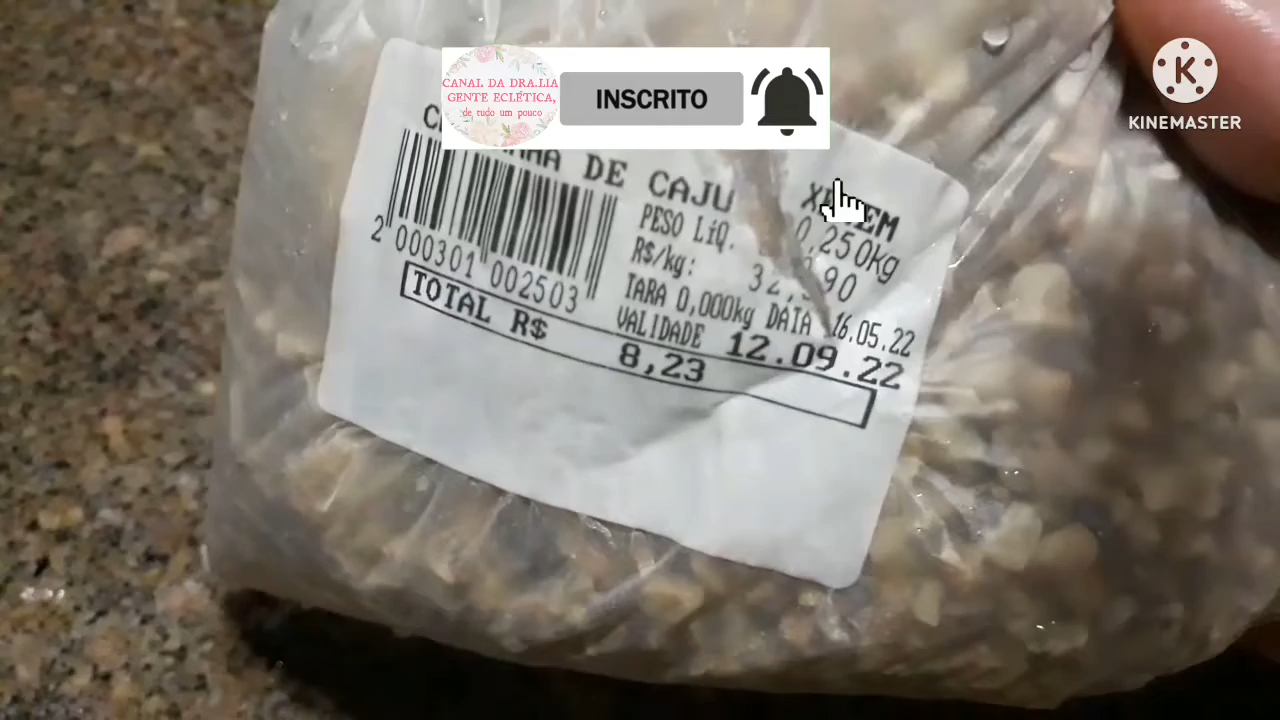 CANAL DA DRA.LIA
GENTE ECLÉTICA,
de tudo um pouco
INSCRITO
KINEMASTER
DE CAJU
PESO LíQ. 0,250kg
R$/kg:
TARA 0,000kg DATA 16.05.22
VALIDADE 12.09.22
2 000301 002503
TOTAL R$ 8,23